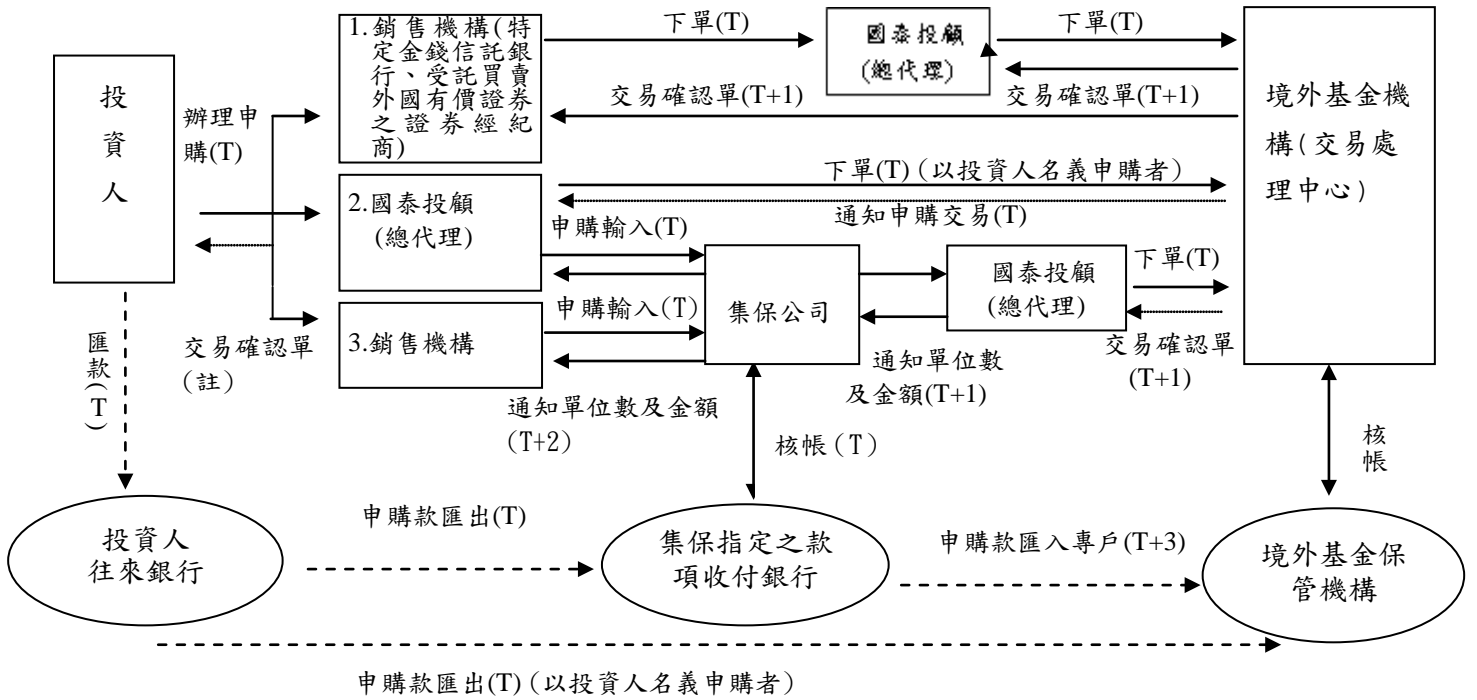 投
資
人
辦理申
購(T)
交易確認單
(註)
匯
款
(T)
1.銷售機構(特
定金錢信託銀
行、受託買賣
外國有價證券
之證券經紀
商)
2.國泰投顧
(總代理)
3.銷售機構
下單(T)
國泰投顧
(總代理)
下單(T)
交易確認單(T+1)
交易確認單(T+1)
下單(T) (以投資人名義申購者)
通知申購交易(T)
申購輸入(T)
申購輸入(T)
集保公司
國泰投顧
(總代理)
下單(T)
交易確認單
(T+1)
通知單位數
及金額(T+1)
通知單位數及金額
(T+2)
境外基金機
構(交易處
理中心)
核帳(T)
核
帳
投資人
往來銀行
申購款匯出(T)
集保指定之款
項收付銀行
申購款匯入專戶(T+3)
境外基金保
管機構
申購款匯出(T) (以投資人名義申購者)